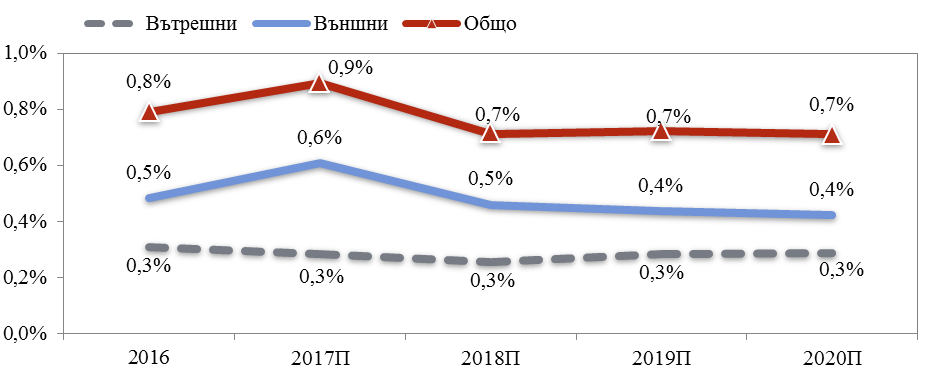 Вътрешни Външни Общо
1,0%
0,8%
0,6%
0,4%
0,2%
0,0%
0,8% 0,9% 0,7% 0,7% 0,7%
0,5% 0,6% 0,5% 0,4% 0,4%
0,3% 0,3% 0,3% 0,3% 0,3%
2016 2017П 2018П 2019П 2020П